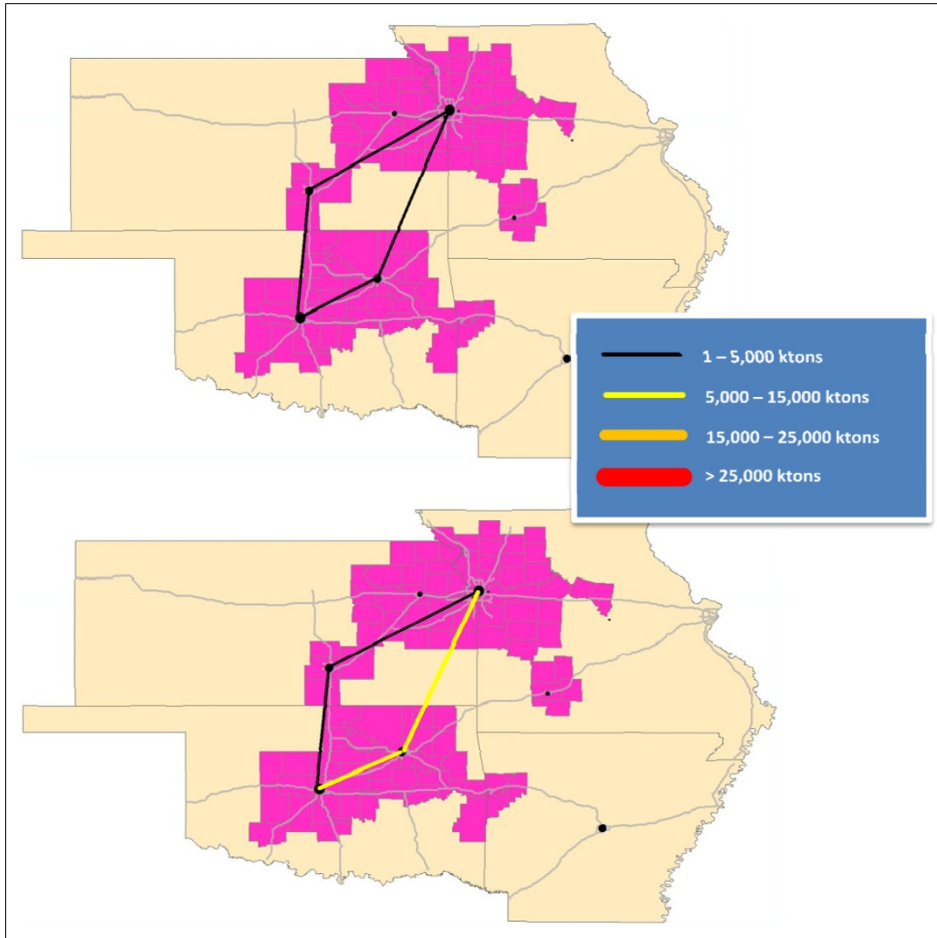 1 – 5,000 ktons
5,000 – 15,000 ktons
15,000 – 25,000 ktons
> 25,000 ktons